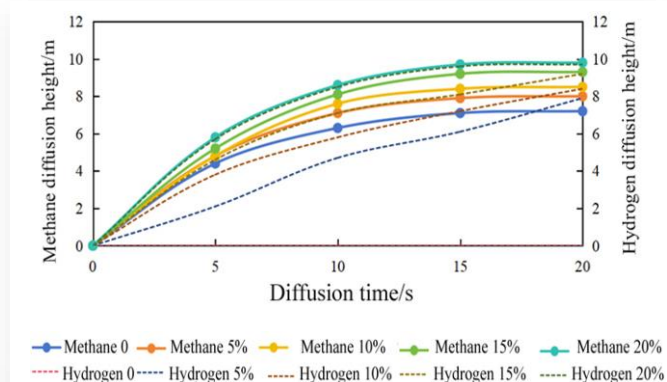 12
10
8
6
4
2
0
Methane diffusion height/m
12
10
8
6
4
2
0
Hydrogen diffusion height/m
0 5 10 15 20
Diffusion time/s
Methane 0 Methane 5% Methane 10% Methane 15% Methane 20%
Hydrogen 0 Hydrogen 5% Hydrogen 10% Hydrogen 15% Hydrogen 20%